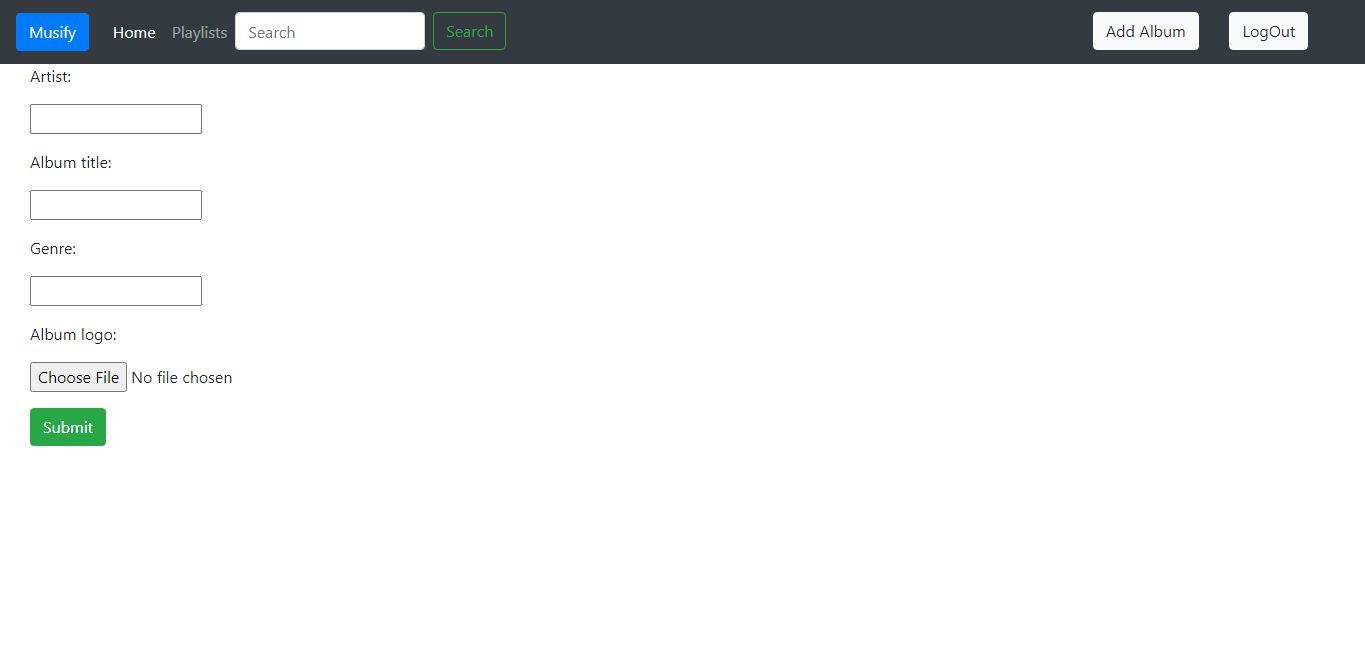 Musify Home Playlists Search Search Add Album LogOut
Artist:
Album title:
Genre:
Album logo:
Choose File No file chosen
Submit